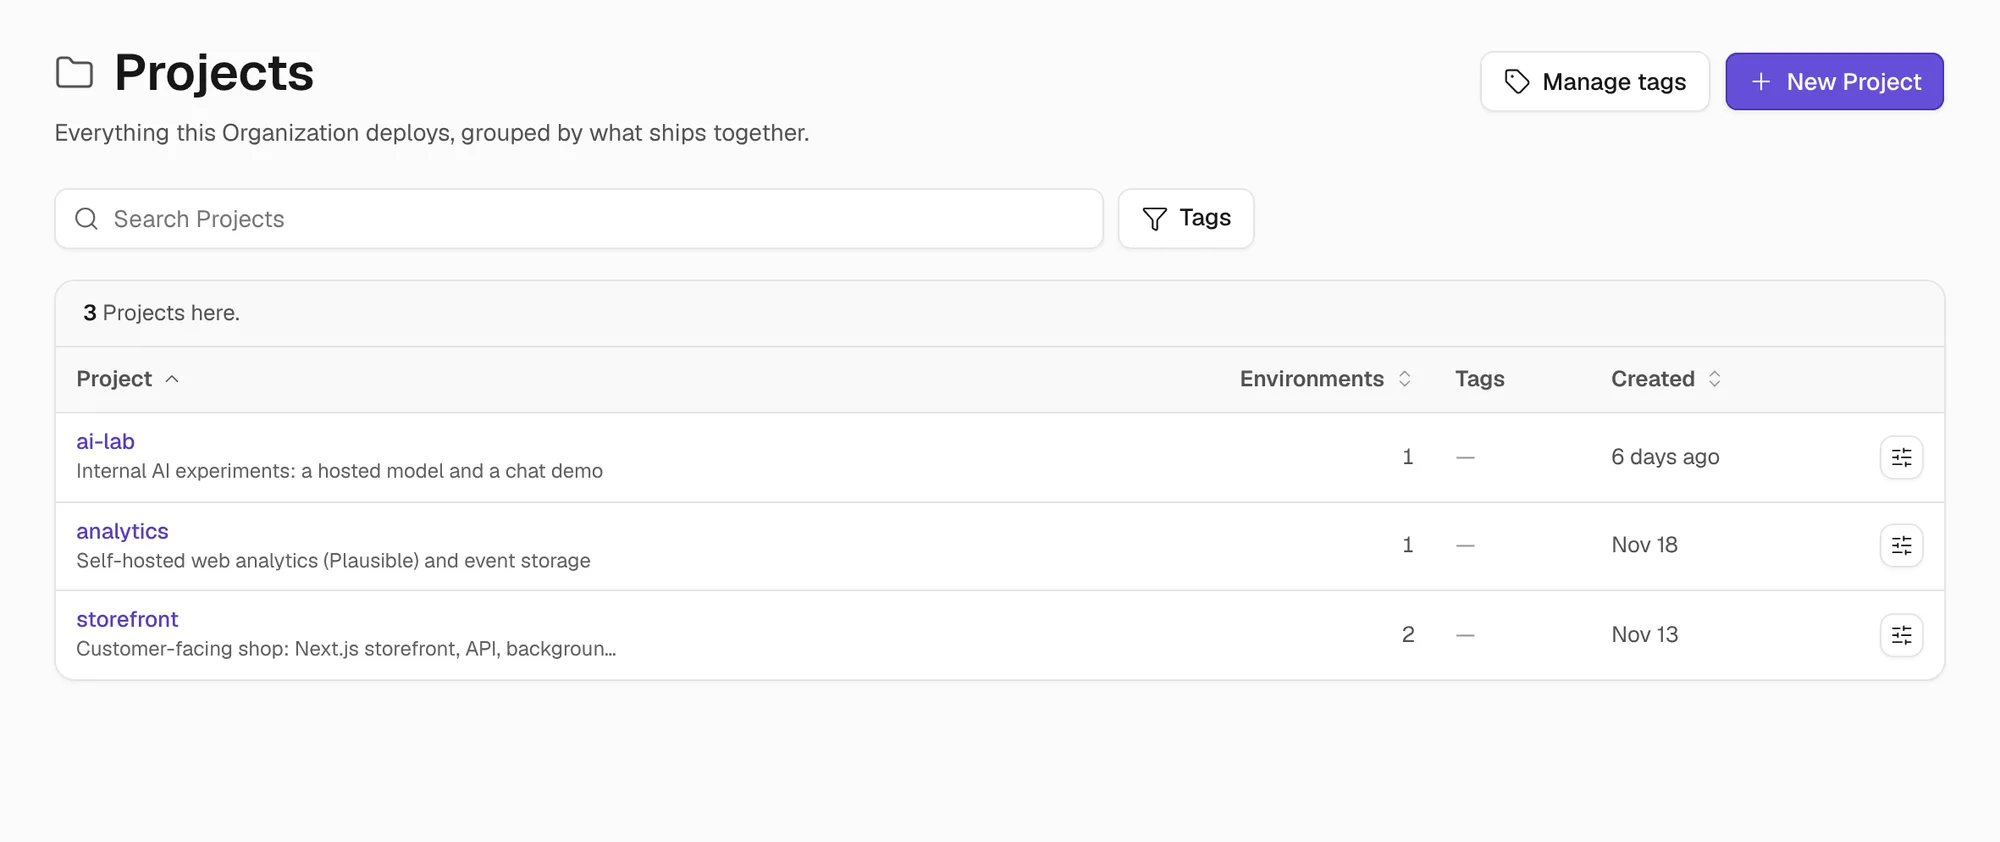 Projects
Manage tags
New Project
Everything this Organization deploys, grouped by what ships together.
Search Projects
Tags
3 Projects here.
Project Environments Tags Created
ai-lab
Internal AI experiments: a hosted model and a chat demo
1 — 6 days ago
analytics
Self-hosted web analytics (Plausible) and event storage
1 — Nov 18
storefront
Customer-facing shop: Next.js storefront, API, backgroun...
2 — Nov 13